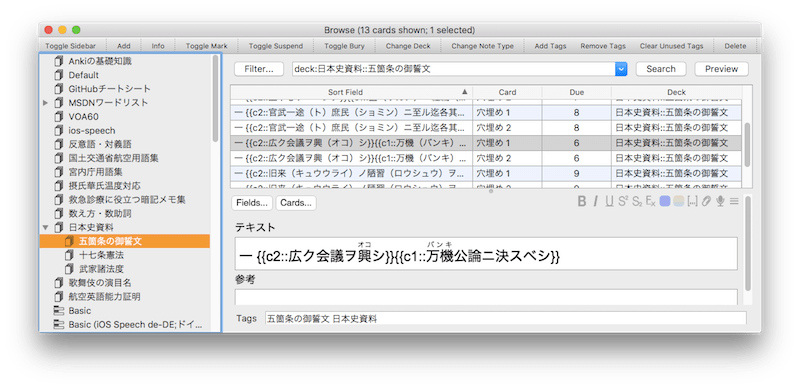 Browse (13 cards shown; 1 selected)
Toggle Sidebar Add Info Toggle Mark Toggle Suspend Toggle Bury Change Deck Change Note Type Add Tags Remove Tags Clear Unused Tags Delete
Ankiの基礎知識
Default
GitHubチートシート
MSDNワードリスト
VOA60
ios-speech
反意語・対義語
国土交通省航空用語集
宮内庁用語集
摂氏華氏温度対応
救急診療に役立つ暗記メモ集
数え方・数助詞
日本史資料
五箇条の御誓文
十七条憲法
武家諸法度
歌舞伎の演目名
航空英語能力証明
Basic
Basic (iOS Speech de-DE;ドイ...
Filter... deck:日本史資料::五箇条の御誓文 Search Preview
Sort Field Card Due Deck
一 {{c2::官武一途（ト）庶民（ショミン）ニ至ル迄各其... 穴埋め 1 8 日本史資料::五箇条の御誓文
一 {{c2::官武一途（ト）庶民（ショミン）ニ至ル迄各其... 穴埋め 2 8 日本史資料::五箇条の御誓文
一 {{c2::広ク会議ヲ興（オコ）シ}}{{c1::万機（バンキ）... 穴埋め 1 6 日本史資料::五箇条の御誓文
一 {{c2::広ク会議ヲ興（オコ）シ}}{{c1::万機（バンキ）... 穴埋め 2 6 日本史資料::五箇条の御誓文
一 {{c2::旧来（キュウウライ）ノ陋習（ロウシュウ）ヲ... 穴埋め 1 9 日本史資料::五箇条の御誓文
Fields... Cards... B I U S² S₂ Eₓ [...]
テキスト
オコ バンキ
一 {{c2::広ク会議ヲ興シ}}{{c1::万機公論ニ決スベシ}}
参考
Tags 五箇条の御誓文 日本史資料